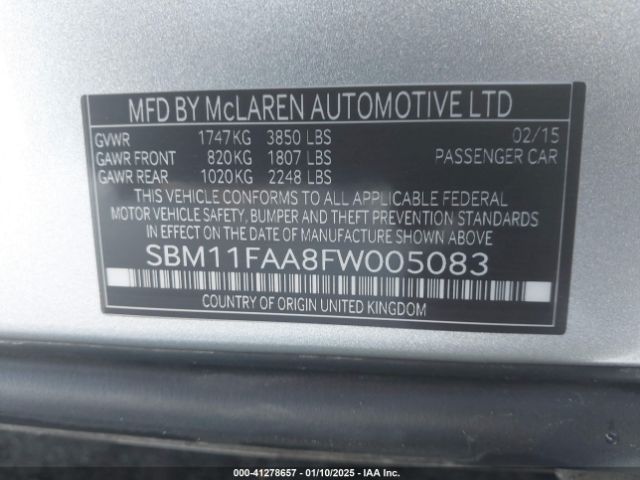 MFD BY McLAREN AUTOMOTIVE LTD
GVWR 1747KG 3850 LBS 02/15
GAWR FRONT 820KG 1807 LBS PASSENGER CAR
GAWR REAR 1020KG 2248 LBS
THIS VEHICLE CONFORMS TO ALL APPLICABLE FEDERAL
MOTOR VEHICLE SAFETY, BUMPER AND THEFT PREVENTION STANDARDS
IN EFFECT ON THE DATE OF MANUFACTURE SHOWN ABOVE
SBM11FAA8FW005083
COUNTRY OF ORIGIN UNITED KINGDOM
000-41278657 - 01/10/2025 - IAA Inc.